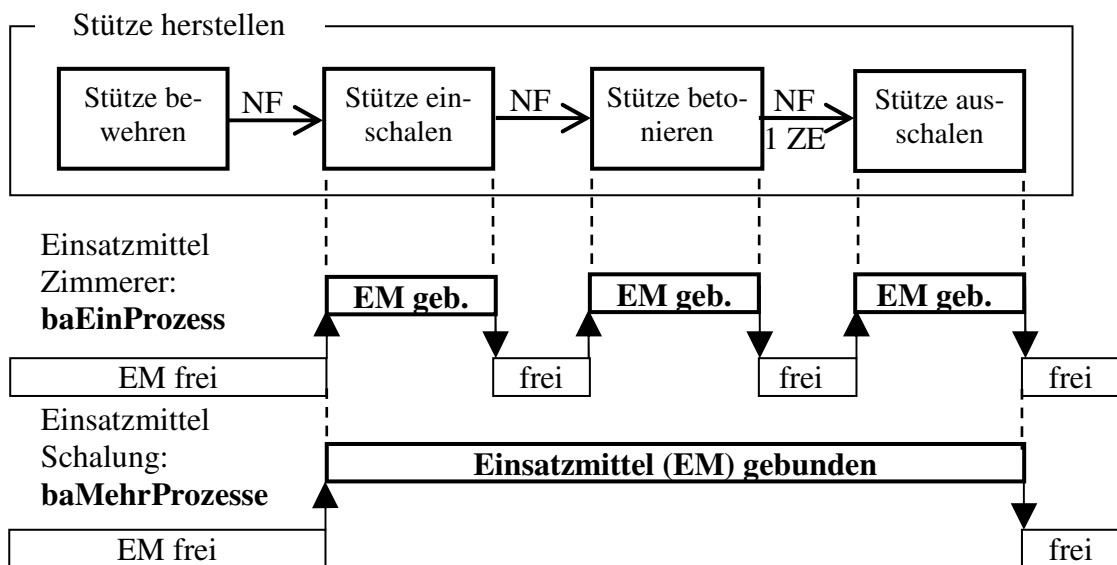 Stütze herstellen
Stütze be-
wehren
NF
Stütze ein-
schalen
NF
Stütze beto-
nieren
NF
1 ZE
Stütze aus-
schalen
Einsatzmittel
Zimmerer:
baEinProzess
EM geb.
EM geb.
EM geb.
EM frei
frei
frei
frei
Einsatzmittel
Schalung:
baMehrProzesse
Einsatzmittel (EM) gebunden
EM frei
frei